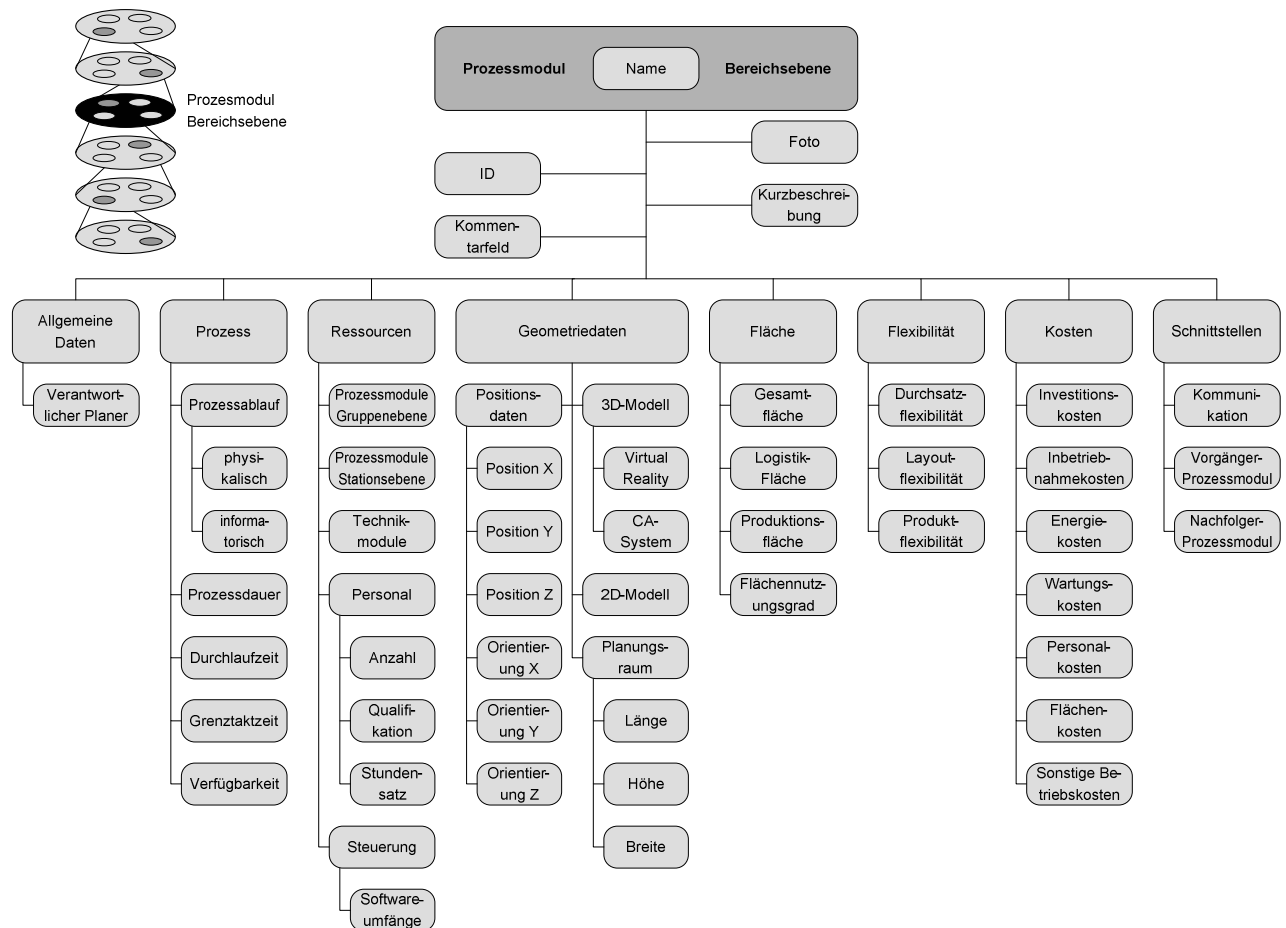 Prozesmodul
Bereichsebene
Prozessmodul
Name
Bereichsebene
Foto
ID
Kurzbeschrei-
bung
Kommen-
tarfeld
Allgemeine
Daten
Verantwort-
licher Planer
Prozess
Prozessablauf
physi-
kalisch
informa-
torisch
Prozessdauer
Durchlaufzeit
Grenztaktzeit
Verfügbarkeit
Ressourcen
Prozessmodule
Gruppenebene
Prozessmodule
Stationsebene
Technik-
module
Personal
Anzahl
Qualifi-
kation
Stunden-
satz
Steuerung
Software-
umfänge
Geometriedaten
Positions-
daten
Position X
Position Y
Position Z
Orientier-
ung X
Orientier-
ung Y
Orientier-
ung Z
3D-Modell
Virtual
Reality
CA-
System
2D-Modell
Planungs-
raum
Länge
Höhe
Breite
Fläche
Gesamt-
fläche
Logistik-
Fläche
Produktions-
fläche
Flächennutz-
ungsgrad
Flexibilität
Durchsatz-
flexibilität
Layout-
flexibilität
Produkt-
flexibilität
Kosten
Investitions-
kosten
Inbetrieb-
nahmekosten
Energie-
kosten
Wartungs-
kosten
Personal-
kosten
Flächen-
kosten
Sonstige Be-
triebskosten
Schnittstellen
Kommuni-
kation
Vorgänger-
Prozessmodul
Nachfolger-
Prozessmodul